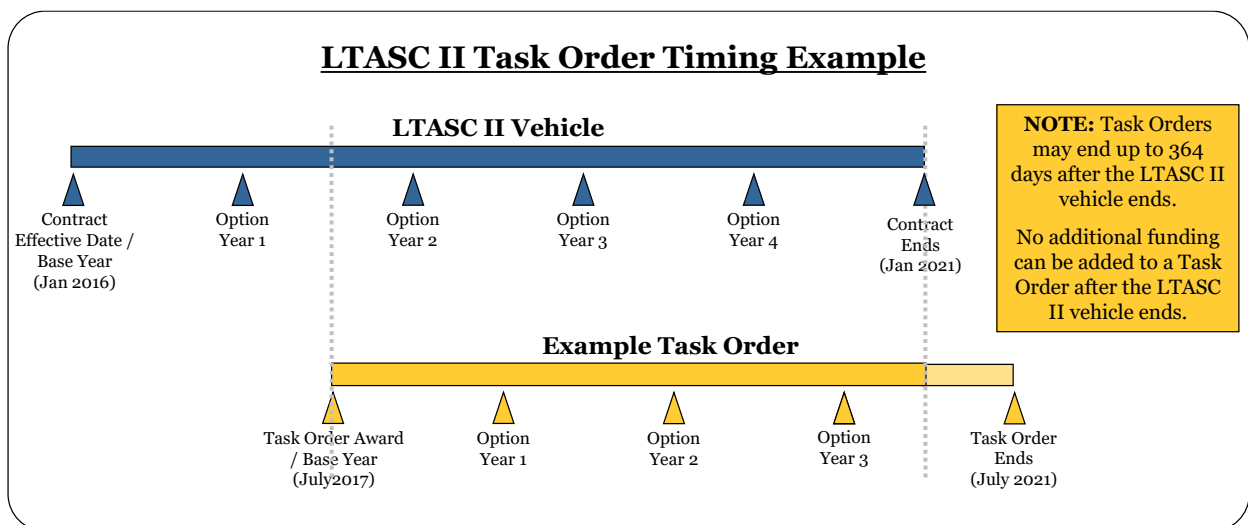 LTASC II Task Order Timing Example
LTASC II Vehicle
Contract
Effective Date /
Base Year
(Jan 2016)
Option
Year 1
Option
Year 2
Option
Year 3
Option
Year 4
Contract
Ends
(Jan 2021)
NOTE: Task Orders
may end up to 364
days after the LTASC II
vehicle ends.
No additional funding
can be added to a Task
Order after the LTASC
II vehicle ends.
Example Task Order
Task Order Award
/ Base Year
(July2017)
Option
Year 1
Option
Year 2
Option
Year 3
Task Order
Ends
(July 2021)